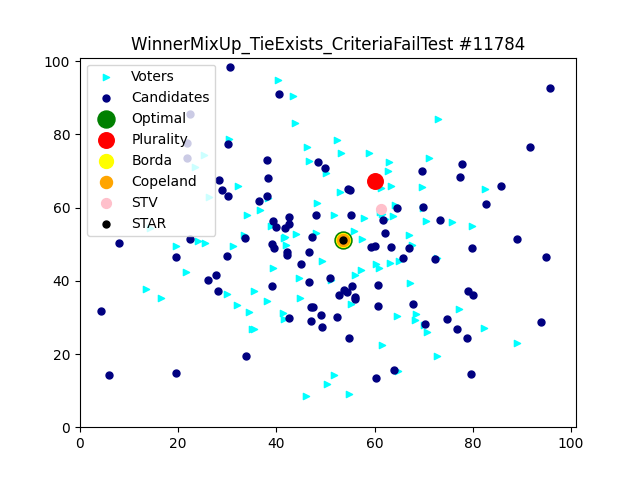 WinnerMixUp_TieExists_CriteriaFailTest #11784
100
80
60
40
20
0
0 20 40 60 80 100
Voters
Candidates
Optimal
Plurality
Borda
Copeland
STV
STAR